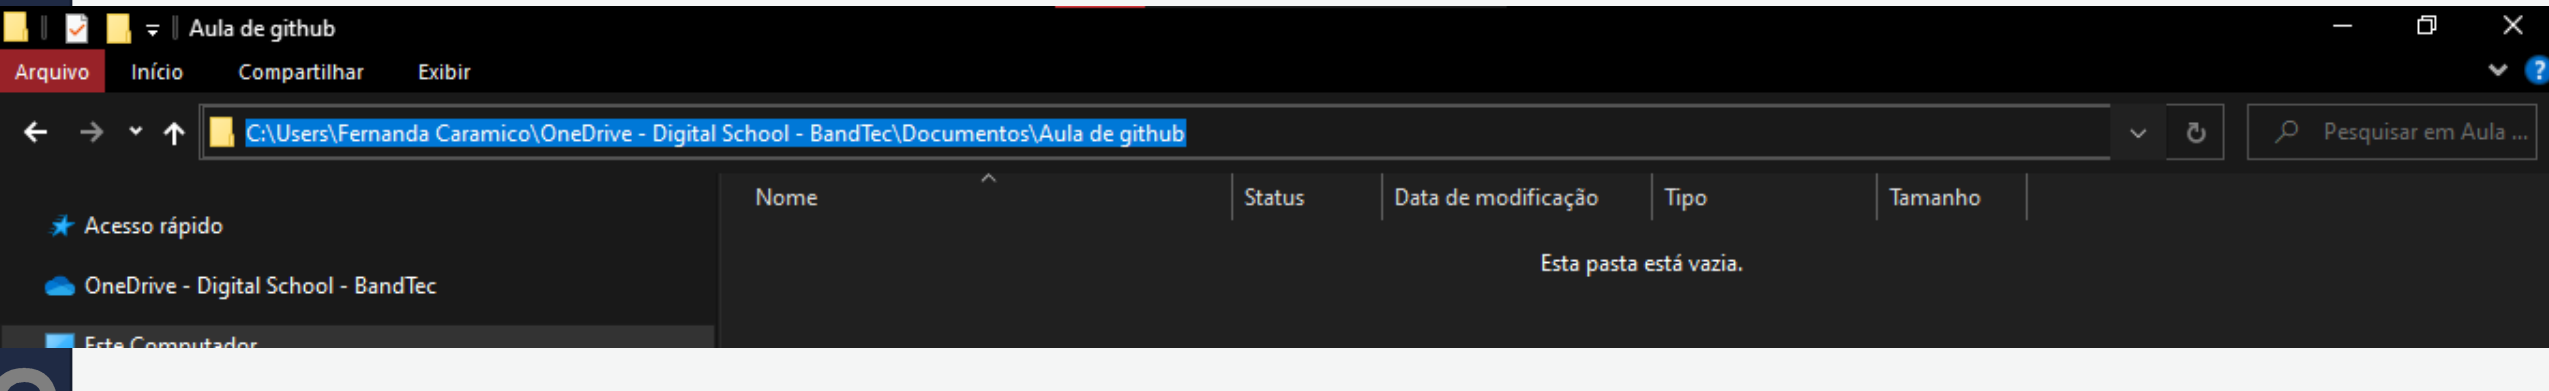 Aula de github
Arquivo Início Compartilhar Exibir
?
C:\Users\Fernanda Caramico\OneDrive - Digital School - BandTec\Documentos\Aula de github
Pesquisar em Aula ...
Nome Status Data de modificação Tipo Tamanho
Acesso rápido
Esta pasta está vazia.
OneDrive - Digital School - BandTec
Este Computador